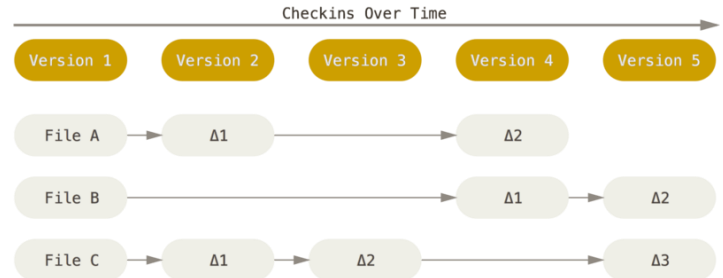 Checkins Over Time
Version 1 Version 2 Version 3 Version 4 Version 5
File A Δ1 Δ2
File B Δ1 Δ2
File C Δ1 Δ2 Δ3